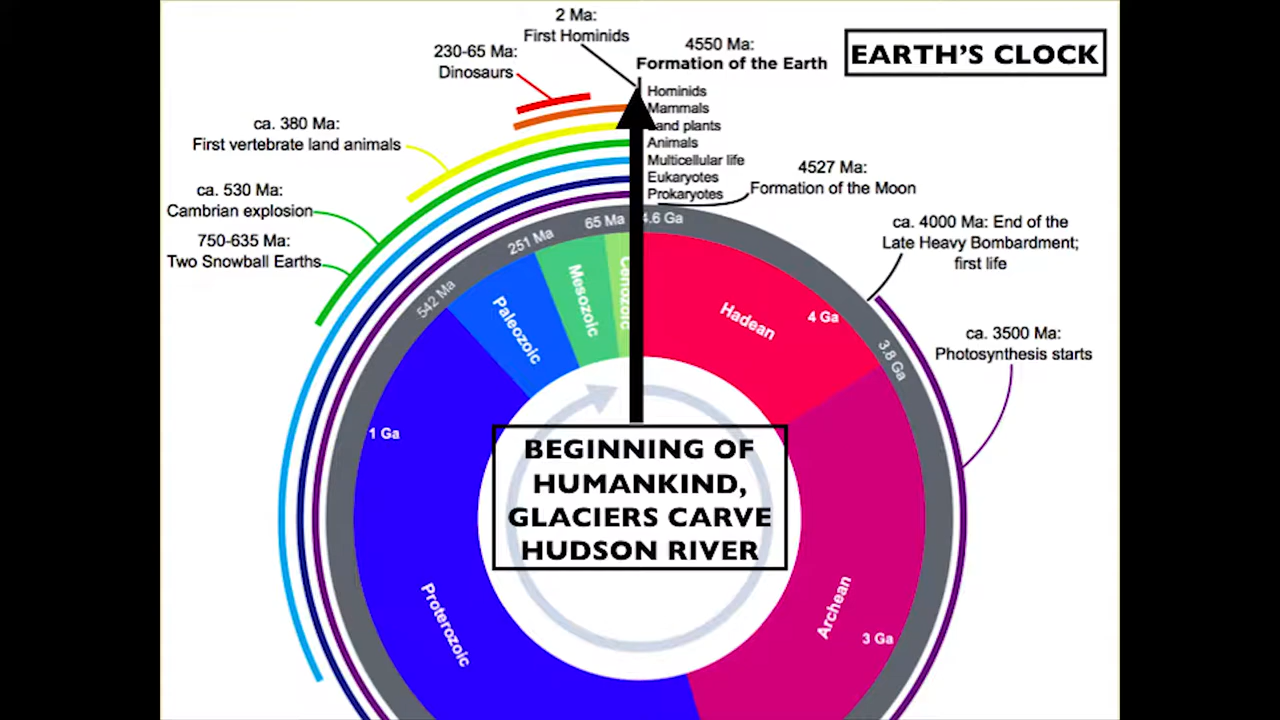 2 Ma:
First Hominids
4550 Ma:
Formation of the Earth
EARTH'S CLOCK
230-65 Ma:
Dinosaurs
Hominids
Mammals
and plants
Animals
Multicellular life
Eukaryotes
Prokaryotes
ca. 380 Ma:
First vertebrate land animals
4527 Ma:
Formation of the Moon
ca. 530 Ma:
Cambrian explosion
750-635 Ma:
Two Snowball Earths
ca. 4000 Ma: End of the
Late Heavy Bombardment;
first life
ca. 3500 Ma:
Photosynthesis starts
542 Ma
251 Ma
65 Ma
4.6 Ga
3.8 Ga
Paleozoic
Mesozoic
Cenozoic
Hadean
4 Ga
1 Ga
BEGINNING OF
HUMANKIND,
GLACIERS CARVE
HUDSON RIVER
Proterozoic
Archean
3 Ga